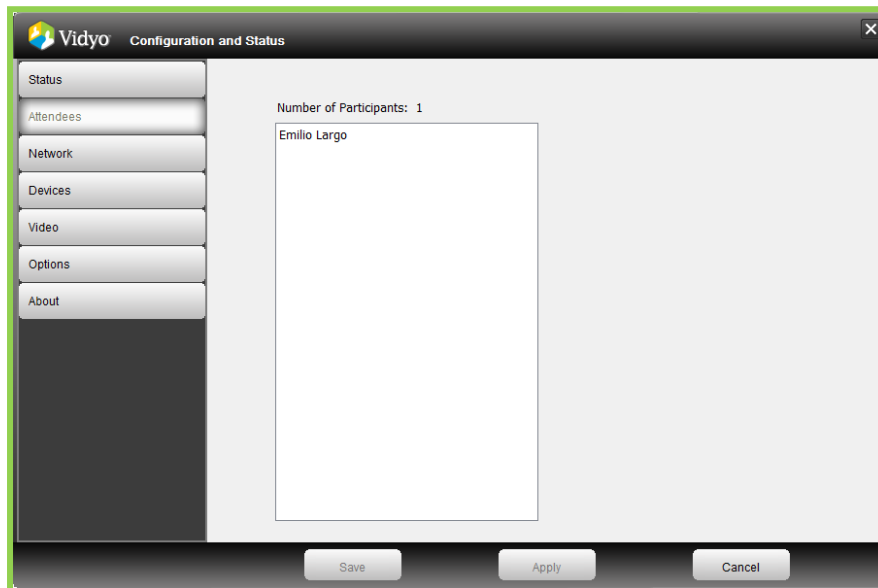 Vidyo Configuration and Status
Status
Attendees
Network
Devices
Video
Options
About
Number of Participants: 1
Emilio Largo
Save
Apply
Cancel